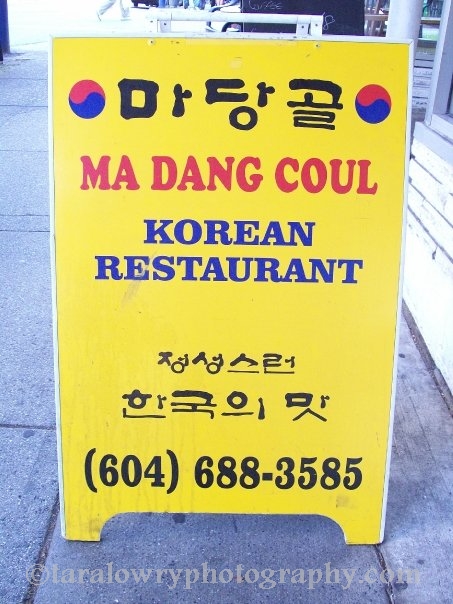 마당골
MA DANG COUL
KOREAN
RESTAURANT
정성스런
한국의 맛
(604) 688-3585
©laralowryphotography.com